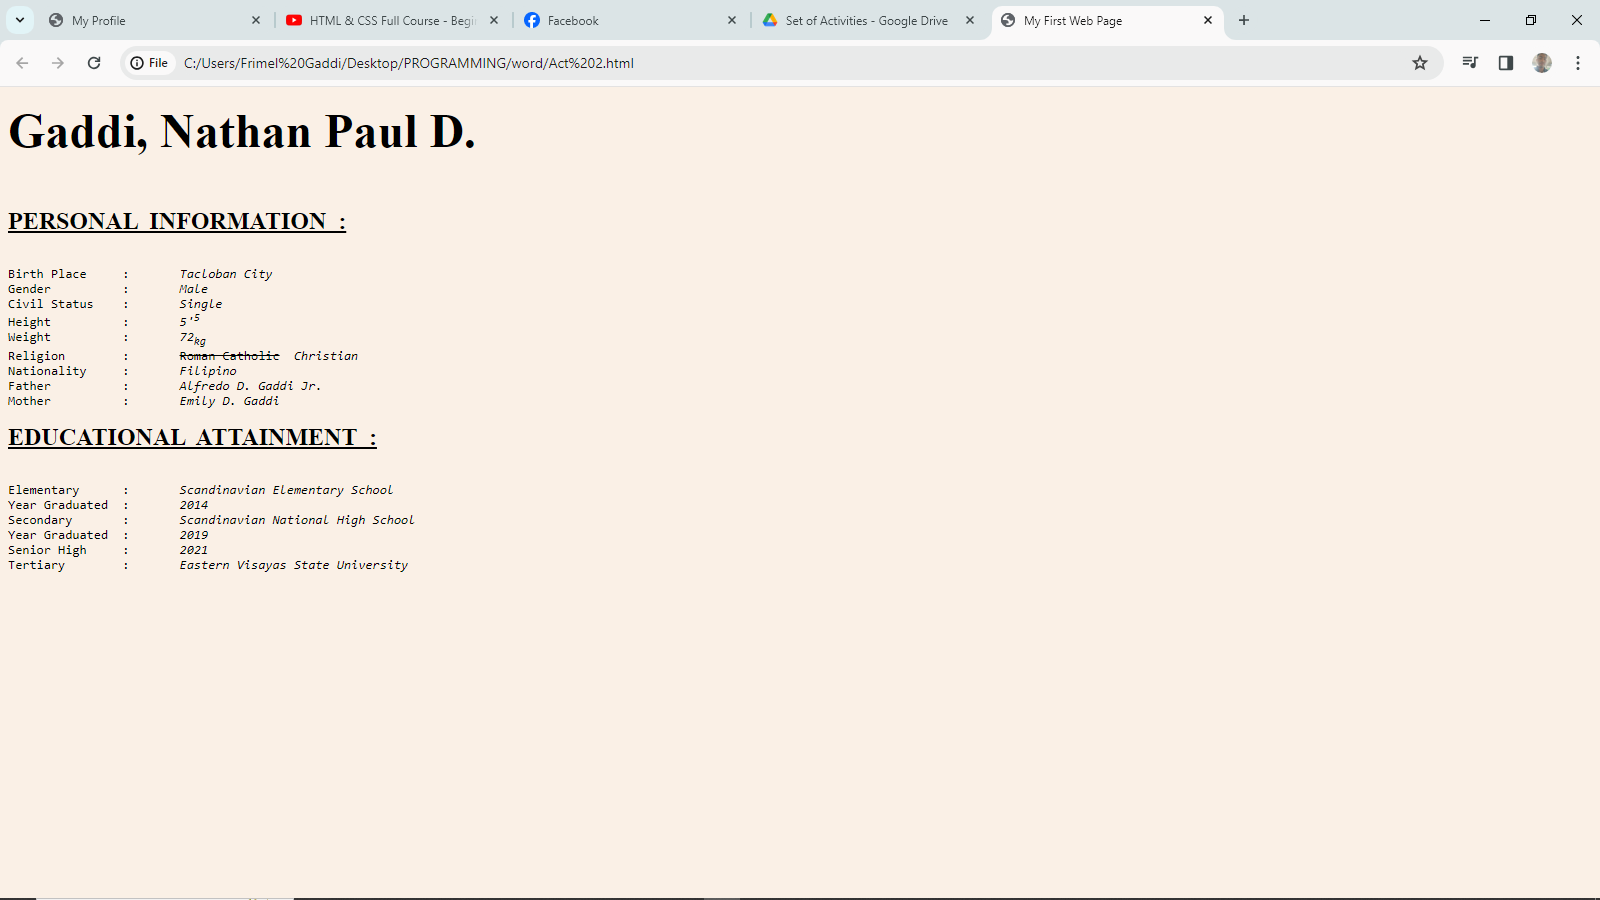 My Profile
HTML & CSS Full Course - Begi
Facebook
Set of Activities - Google Drive
My First Web Page
File C:/Users/Frimel%20Gaddi/Desktop/PROGRAMMING/word/Act%202.html
Gaddi, Nathan Paul D.
PERSONAL INFORMATION :
Birth Place : Tacloban City
Gender : Male
Civil Status : Single
Height : 5'5
Weight : 72kg
Religion : Roman Catholic Christian
Nationality : Filipino
Father : Alfredo D. Gaddi Jr.
Mother : Emily D. Gaddi
EDUCATIONAL ATTAINMENT :
Elementary : Scandinavian Elementary School
Year Graduated : 2014
Secondary : Scandinavian National High School
Year Graduated : 2019
Senior High : 2021
Tertiary : Eastern Visayas State University